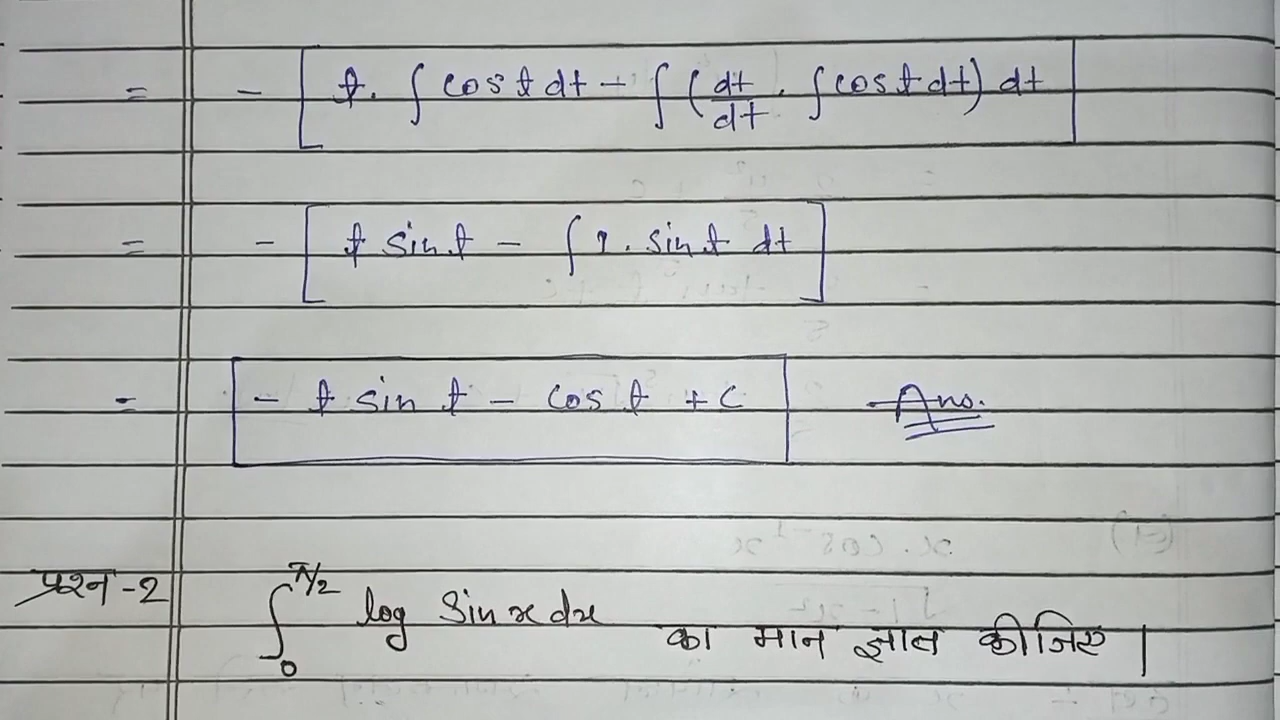 = - [ t. ∫ cos t dt - ∫ ( dt/dt . ∫ cos t dt) dt ]
= - [ t sin t - ∫ 1 . sin t dt ]
= - t sin t - cos t + c Ans.
प्रश्न -2 ∫₀^π/2 log Sin x dx का मान ज्ञात कीजिए |